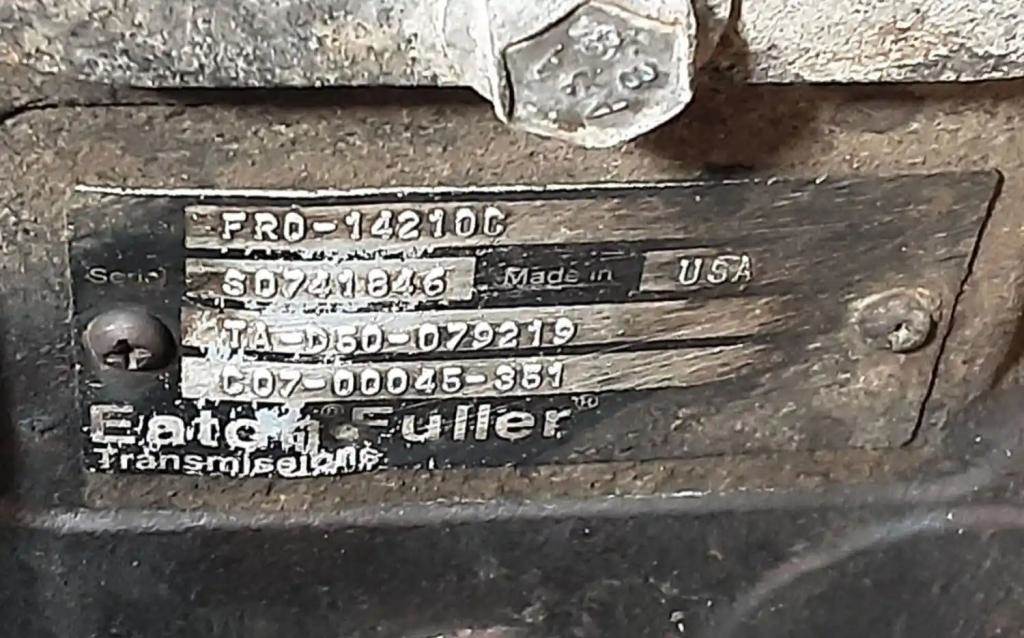 FRO-14210C
Serial S0741846 Made in USA
TA-D50-079219
C07-00045-351
Eaton® Fuller®
Transmissions